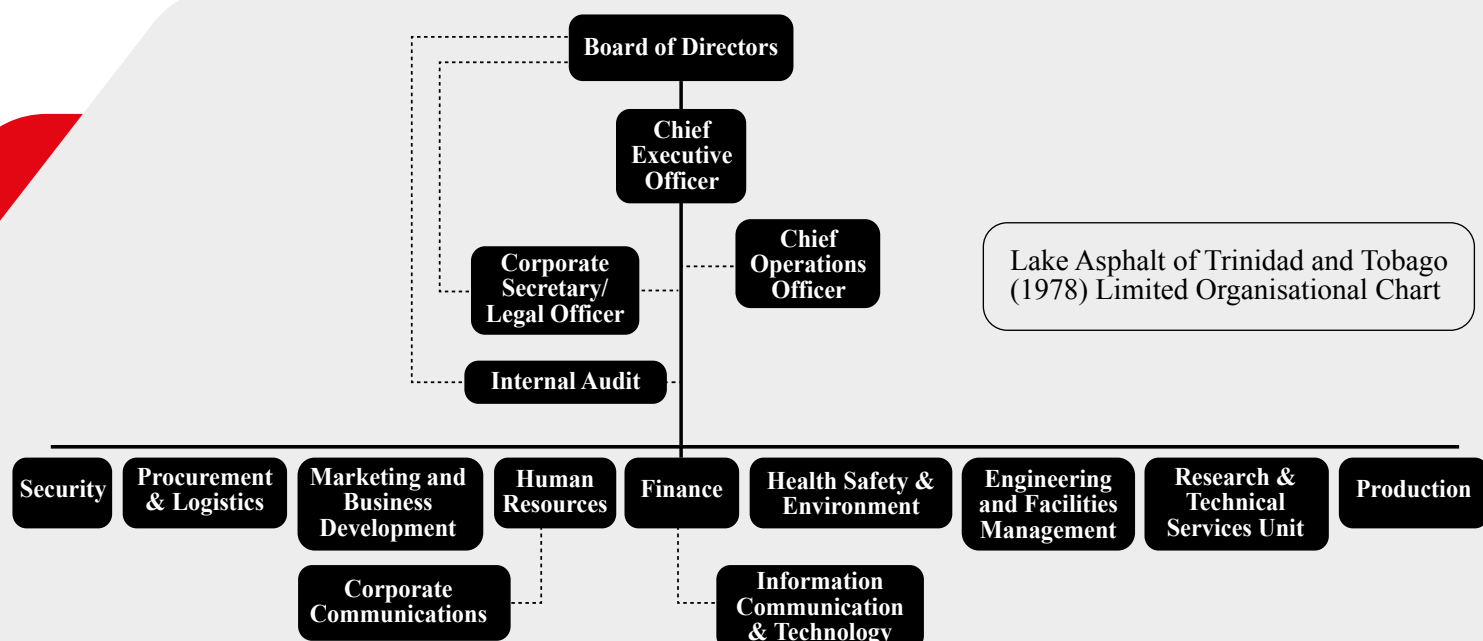 Board of Directors
Chief
Executive
Officer
Chief
Operations
Officer
Corporate
Secretary/
Legal Officer
Lake Asphalt of Trinidad and Tobago
(1978) Limited Organisational Chart
Internal Audit
Security
Procurement
& Logistics
Marketing and
Business
Development
Human
Resources
Finance
Health Safety &
Environment
Engineering
and Facilities
Management
Research &
Technical
Services Unit
Production
Corporate
Communications
Information
Communication
& Technology